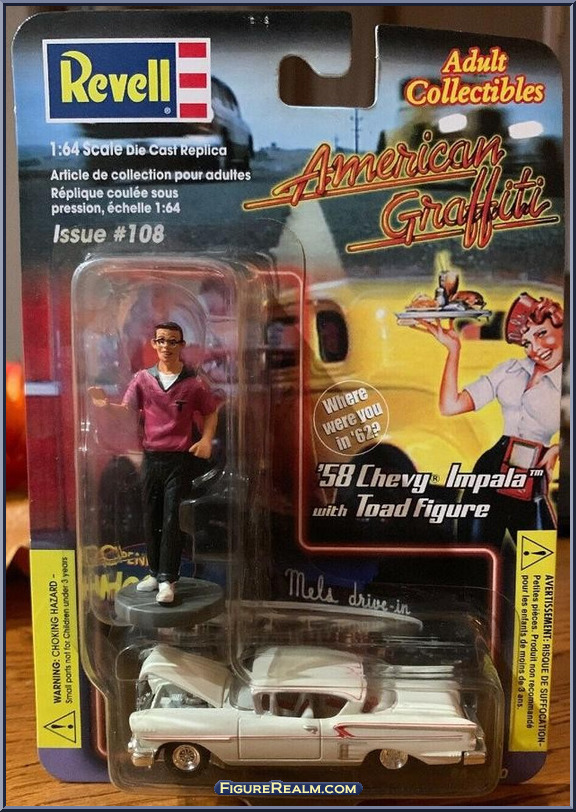 Revell
®
Adult
Collectibles
1:64 Scale Die Cast Replica
Article de collection pour adultes
Réplique coulée sous
pression, échelle 1:64
Issue #108
American
Graffiti
Where
were you
in '62?
'58 Chevy® Impala™
with Toad Figure
Mels drive-in
WARNING: CHOKING HAZARD -
Small parts not for Children under 3 years
AVERTISSEMENT: RISQUE DE SUFFOCATION-
Petites pièces. Produit non recommandé
pour les enfants de moins de 3 ans.
FIGUREREALM.COM